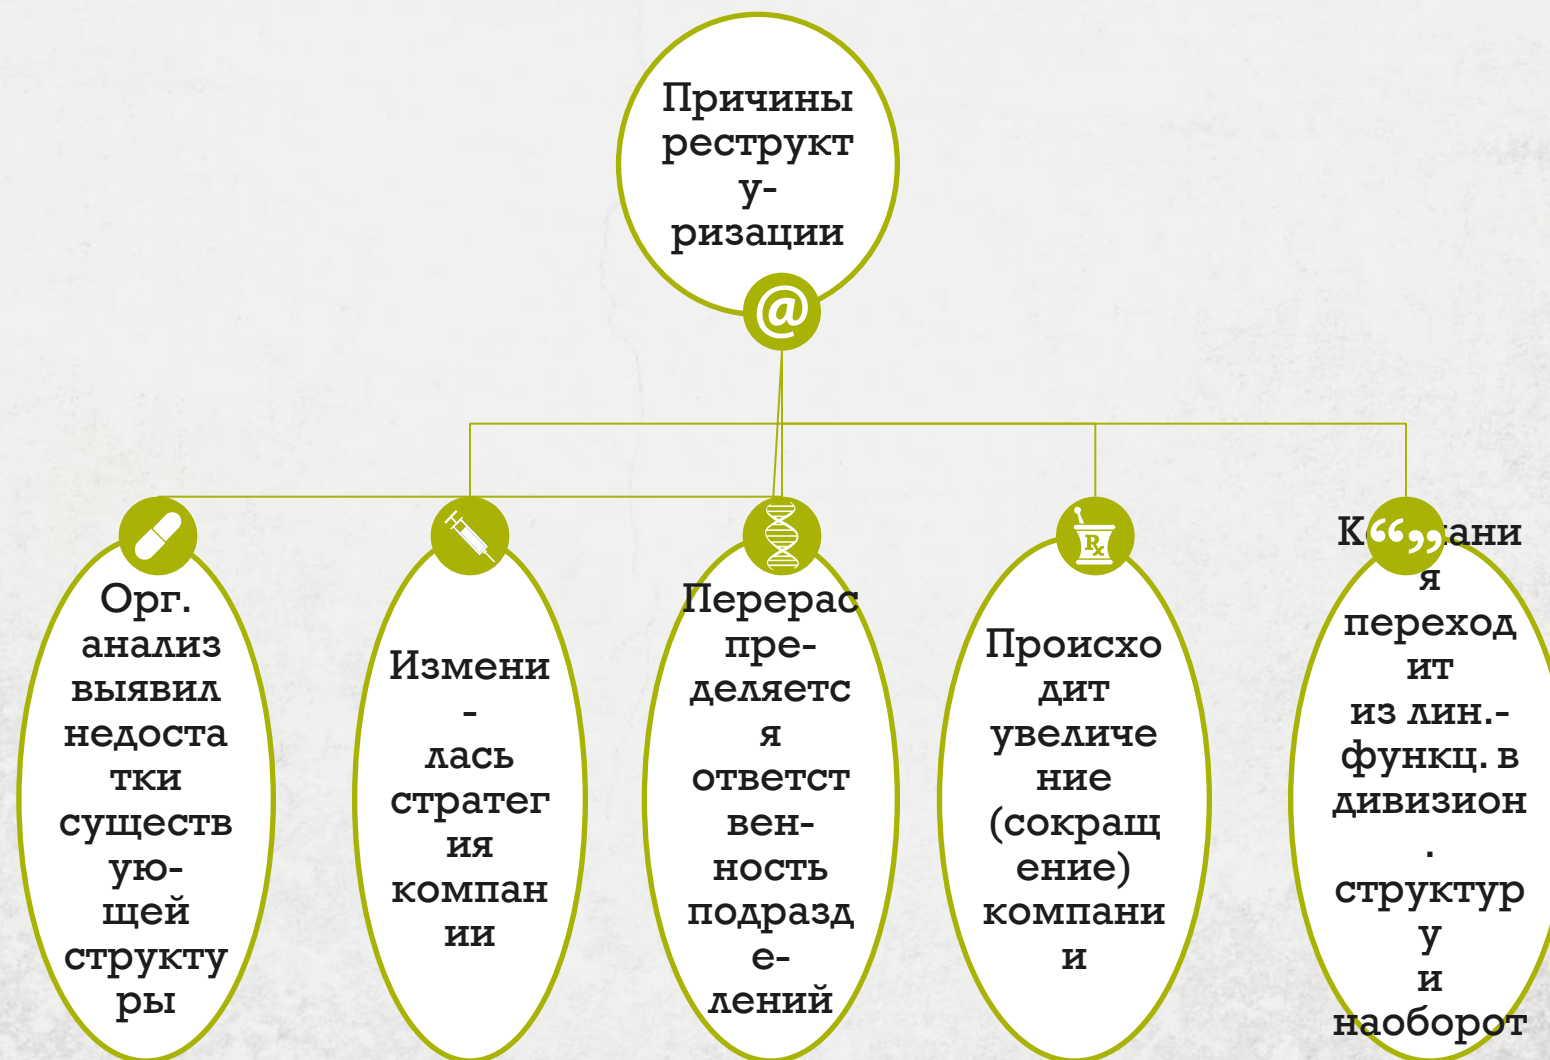 Причины
реструкт
у-
ризации
@
Орг.
анализ
выявил
недоста
тки
существ
ую-
щей
структу
ры
Измени
-
лась
стратег
ия
компан
ии
Перерас
пре-
деляетс
я
ответст
вен-
ность
подразд
е-
лений
Rx
Происхо
дит
увеличе
ние
(сокращ
ение)
компани
и
“„
я
переход
ит
из лин.-
функц. в
дивизион
.
структур
у
и
наоборот